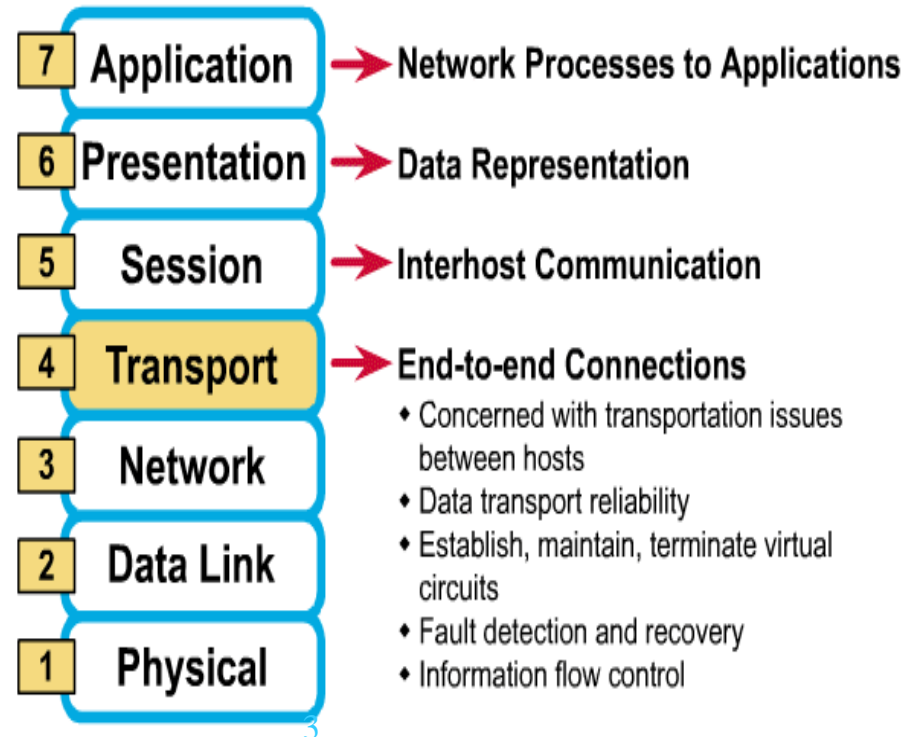 7 Application Network Processes to Applications
6 Presentation Data Representation
5 Session Interhost Communication
4 Transport End-to-end Connections
◆ Concerned with transportation issues
between hosts
3 Network
◆ Data transport reliability
◆ Establish, maintain, terminate virtual
2 Data Link
circuits
◆ Fault detection and recovery
1 Physical
◆ Information flow control
3